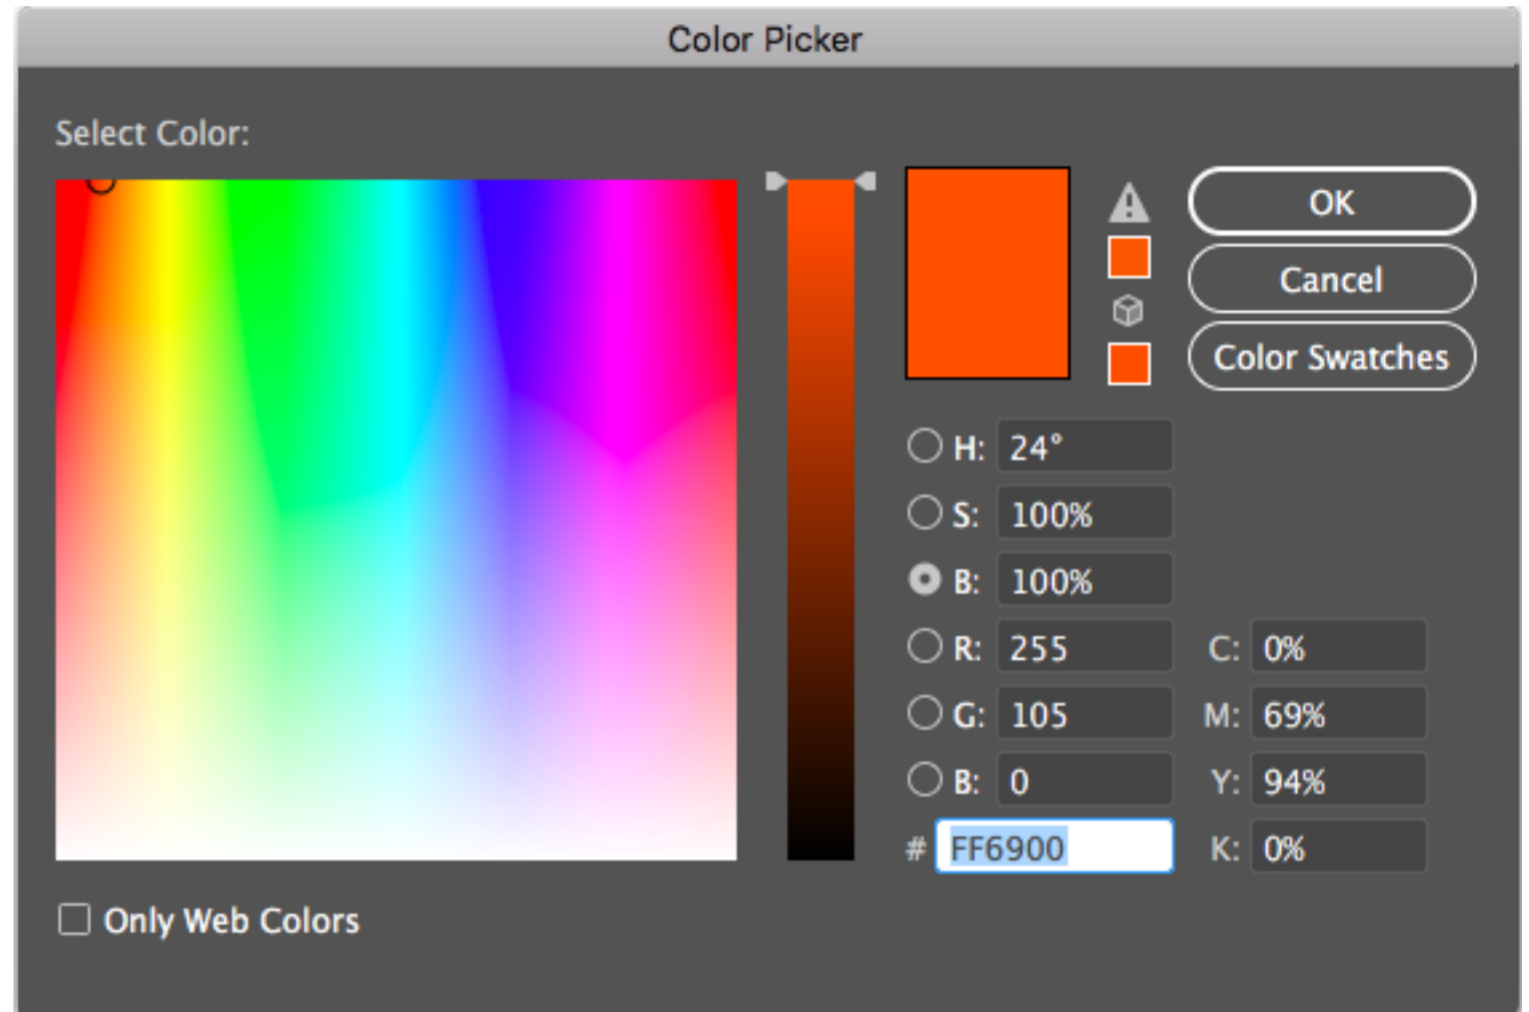 Color Picker
Select Color:
OK
Cancel
Color Swatches
H: 24°
S: 100%
B: 100%
R: 255 C: 0%
G: 105 M: 69%
B: 0 Y: 94%
# FF6900 K: 0%
Only Web Colors